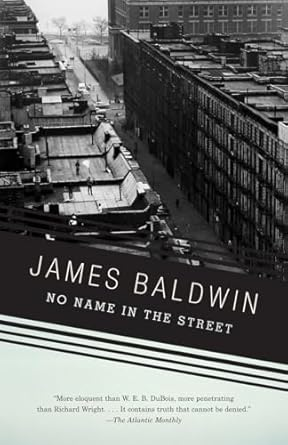 JAMES BALDWIN
NO NAME IN THE STREET
"More eloquent than W. E. B. DuBois, more penetrating
than Richard Wright. . . . It contains truth that cannot be denied."
—The Atlantic Monthly